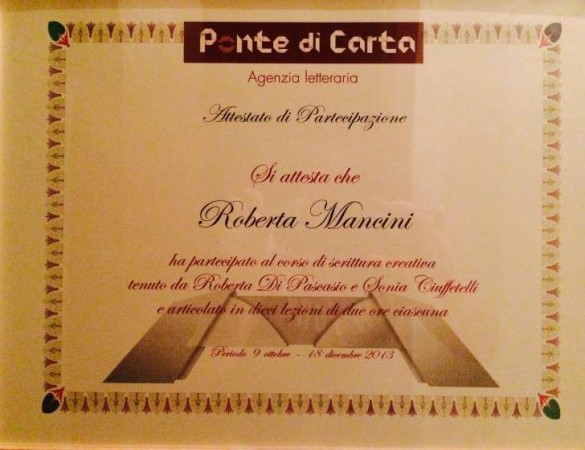 Ponte di Carta
Agenzia letteraria
Attestato di Partecipazione
Si attesta che
Roberta Mancini
ha partecipato al corso di scrittura creativa
tenuto da Roberta Di Pascasio e Sonia Ciuffetelli
e articolato in dieci lezioni di due ore ciascuna
Periodo 9 ottobre - 18 dicembre 2013